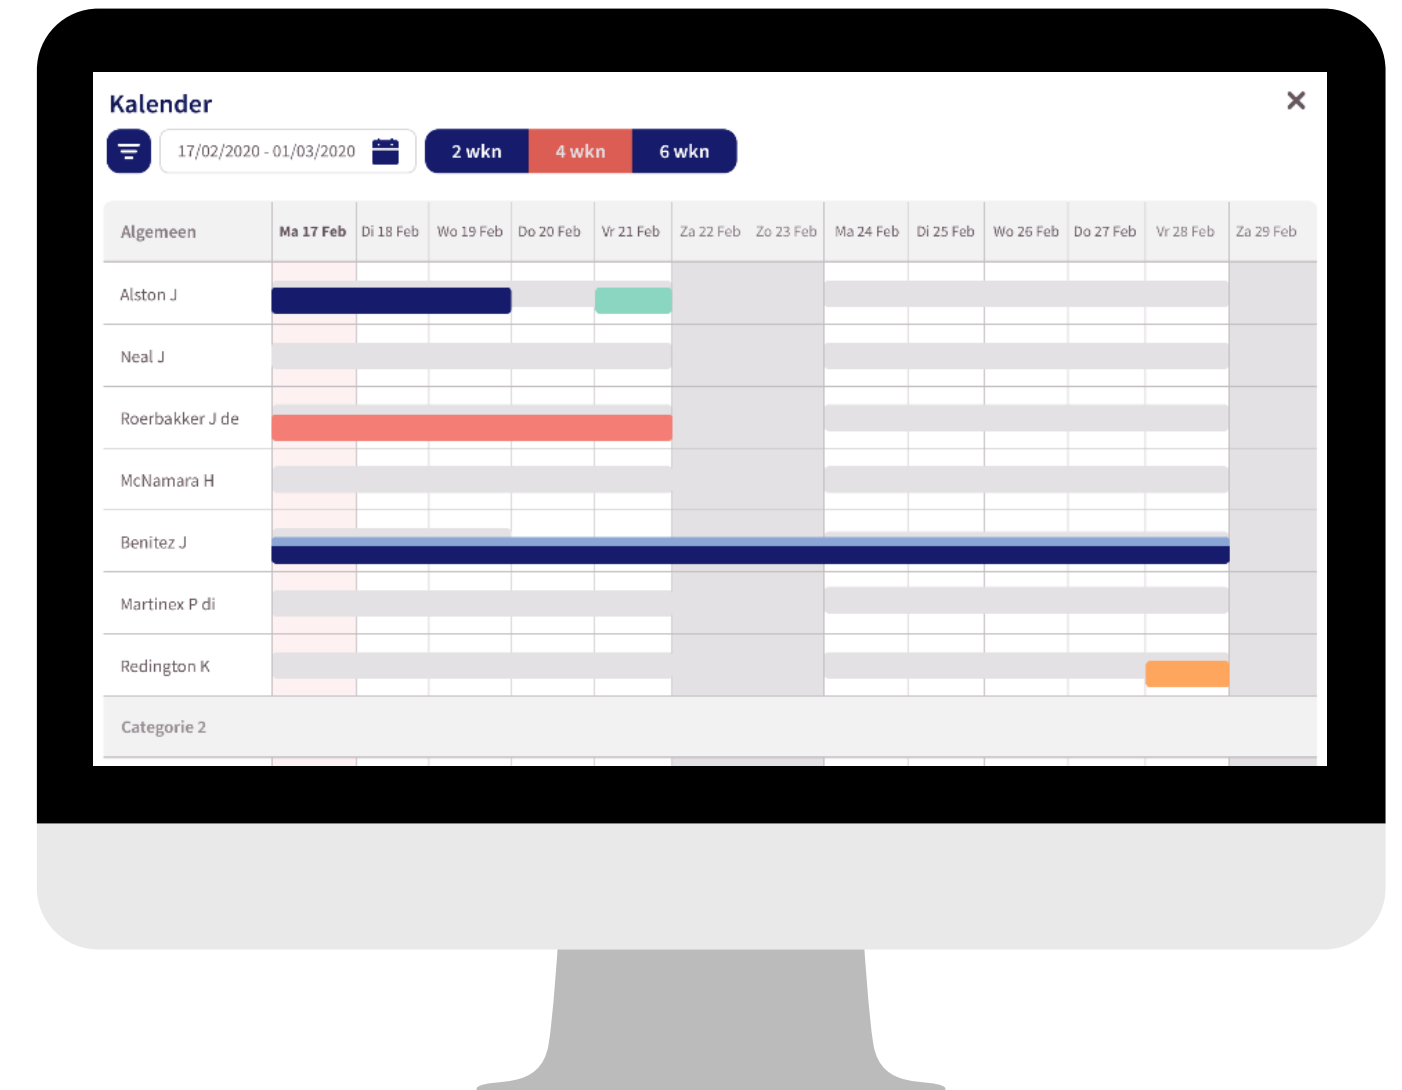 Kalender
17/02/2020 - 01/03/2020 2 wkn 4 wkn 6 wkn
Algemeen Ma 17 Feb Di 18 Feb Wo 19 Feb Do 20 Feb Vr 21 Feb Za 22 Feb Zo 23 Feb Ma 24 Feb Di 25 Feb Wo 26 Feb Do 27 Feb Vr 28 Feb Za 29 Feb
Alston J
Neal J
Roerbakker J de
McNamara H
Benitez J
Martinex P di
Redington K
Categorie 2